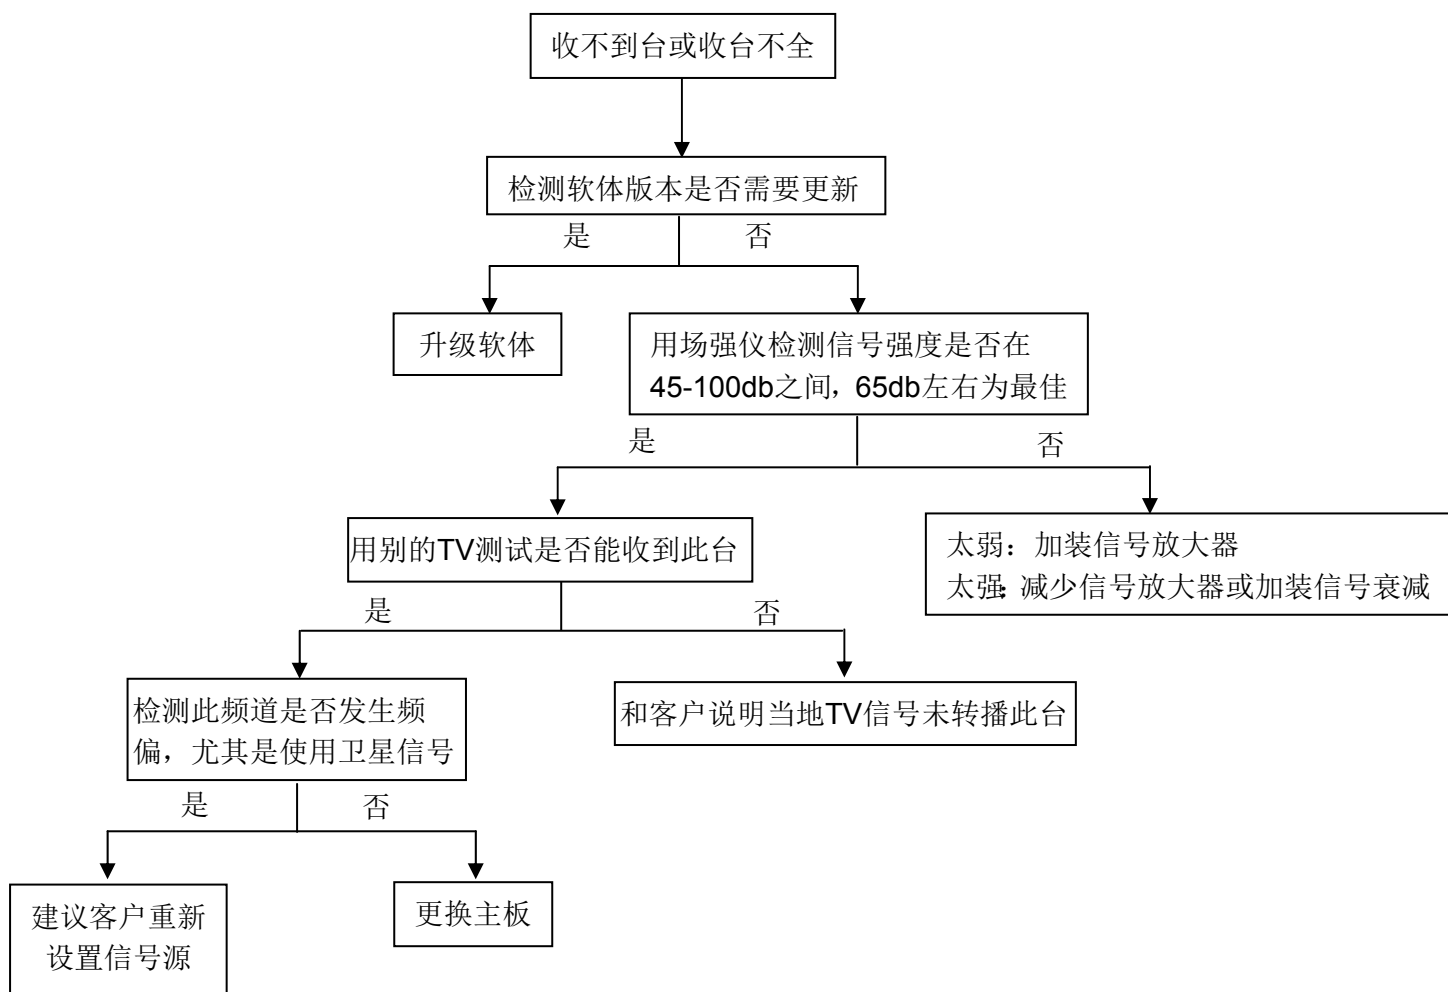 收不到台或收台不全
检测软体版本是否需要更新
是
否
升级软体
用场强仪检测信号强度是否在
45-100db之间，65db左右为最佳
是
否
用别的TV测试是否能收到此台
太弱：加装信号放大器
太强：减少信号放大器或加装信号衰减
是
否
检测此频道是否发生频
偏，尤其是使用卫星信号
和客户说明当地TV信号未转播此台
是
否
建议客户重新
设置信号源
更换主板